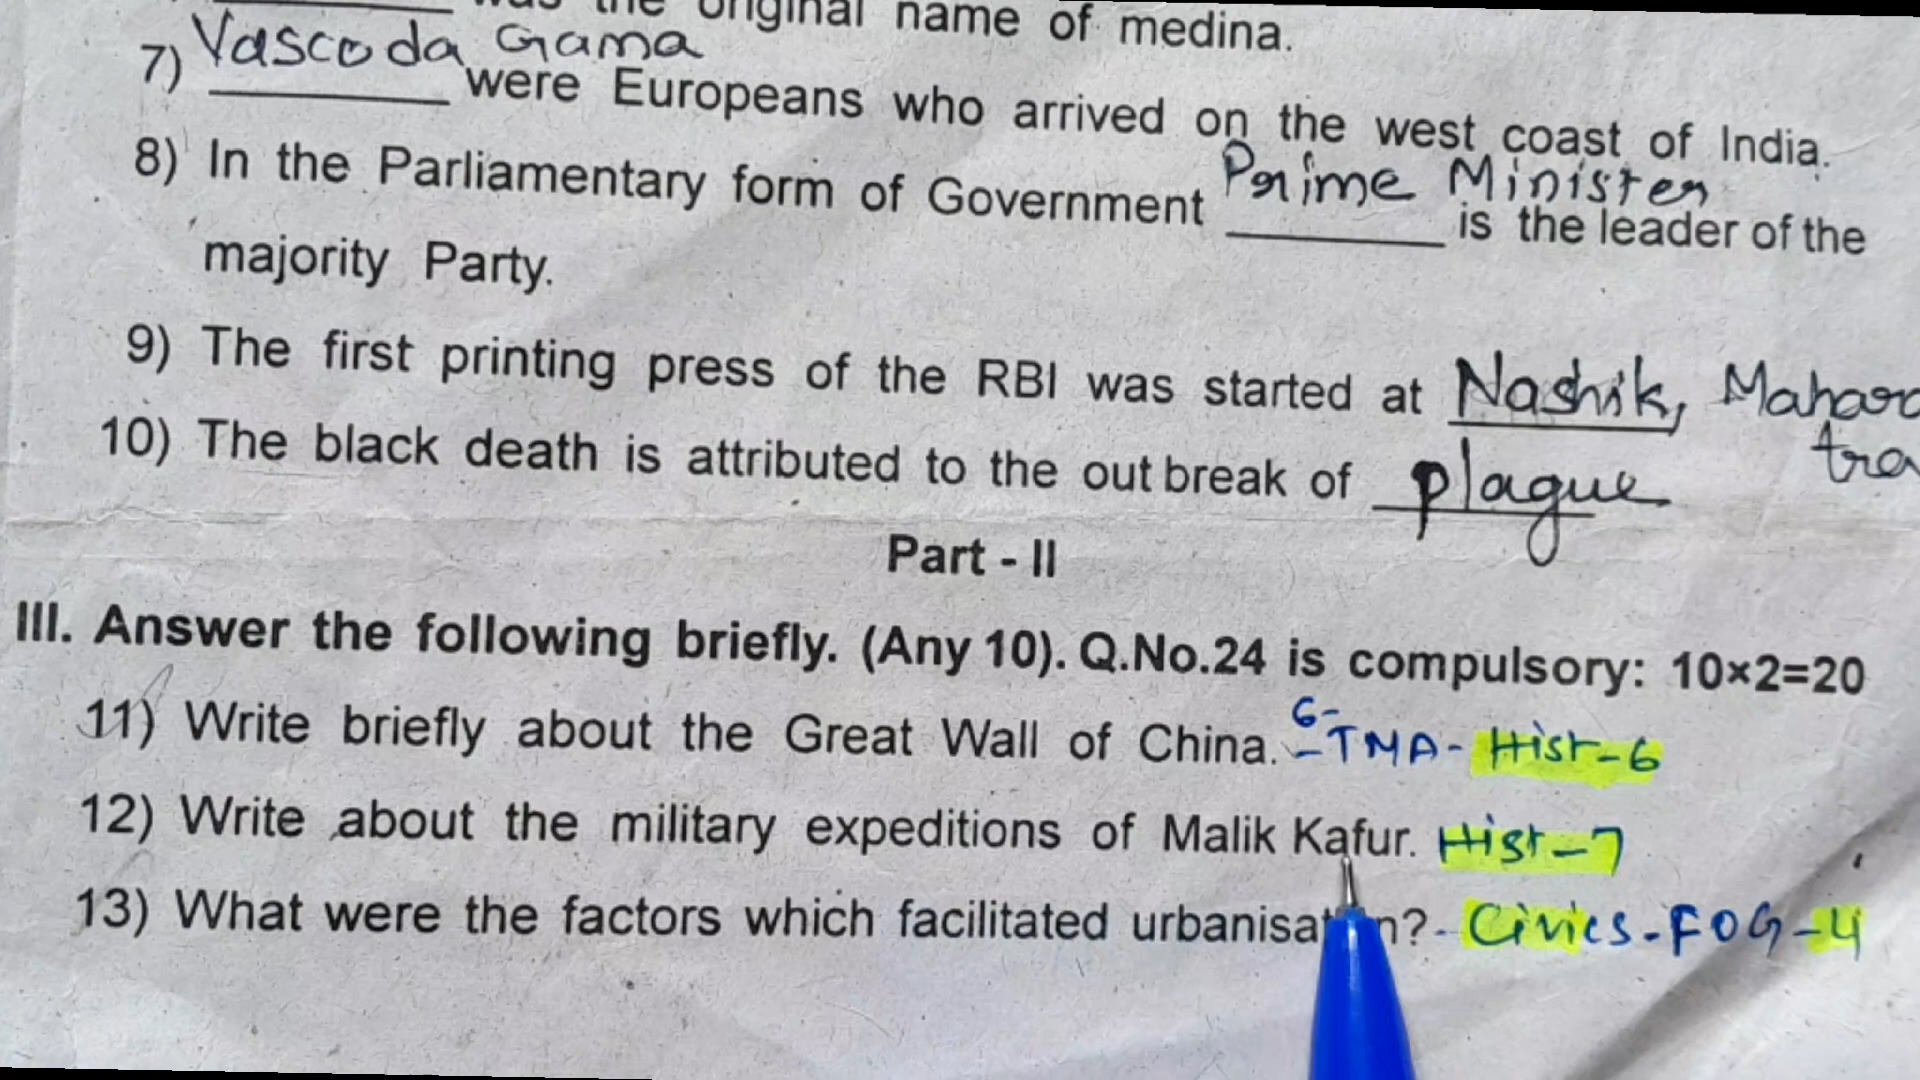 the original name of medina.
Vasco da Gama
7) ________ were Europeans who arrived on the west coast of India.
8) In the Parliamentary form of Government Prime Minister is the leader of the
majority Party.
9) The first printing press of the RBI was started at Nashik,
10) The black death is attributed to the out break of plague
Part - II
III. Answer the following briefly. (Any 10). Q.No.24 is compulsory: 10×2=20
11) Write briefly about the Great Wall of China. 6- -TMA- Hist-6
12) Write about the military expeditions of Malik Kafur. Hist-7
13) What were the factors which facilitated - Civics-FOG-4